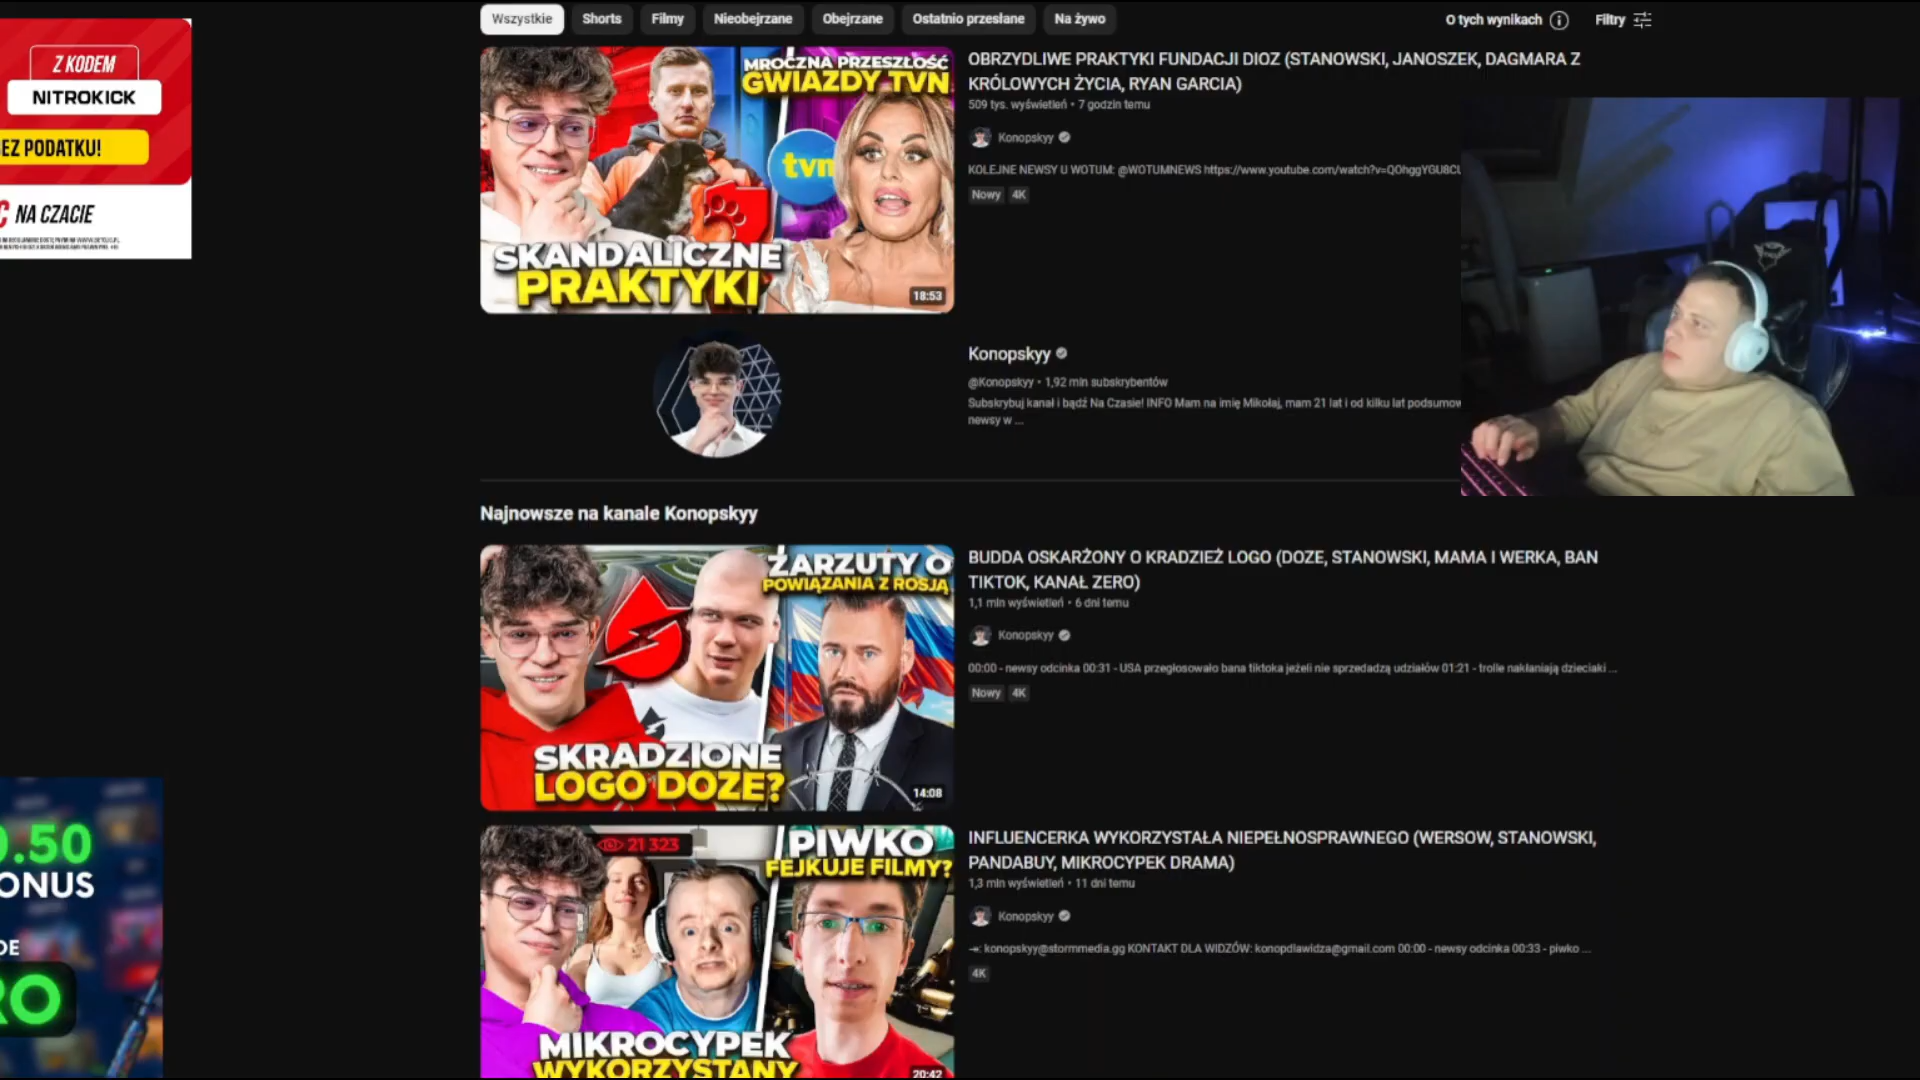 Wszystkie
Shorts
Filmy
Nieobejrzane
Obejrzane
Ostatnio przesłane
Na żywo
O tych wynikach
Filtry
Z KODEM
NITROKICK
EZ PODATKU!
NA CZASIE
MROCZNA PRZESZŁOŚĆ
GWIAZDY TVN
tvn
SKANDALICZNE
PRAKTYKI
18:53
OBRZYDLIWE PRAKTYKI FUNDACJI DIOZ (STANOWSKI, JANOSZEK, DAGMARA Z
KRÓLOWYCH ŻYCIA, RYAN GARCIA)
509 tys. wyświetleń • 7 godzin temu
Konopskyy
KOLEJNE NEWSY U WOTUM: @WOTUMNEWS https://www.youtube.com/watch?v=QOhggYGU8CU
Nowy 4K
Konopskyy
@Konopskyy • 1,92 mln subskrybentów
Subskrybuj kanał i bądź Na Czasie! INFO Mam na imię Mikołaj, mam 21 lat i od kilku lat podsumow
newsy w ...
Najnowsze na kanale Konopskyy
ZARZUTY O
POWIĄZANIA Z ROSJĄ
SKRADZIONE
LOGO DOZE?
14:08
BUDDA OSKARŻONY O KRADZIEŻ LOGO (DOZE, STANOWSKI, MAMA I WERKA, BAN
TIKTOK, KANAŁ ZERO)
1,1 mln wyświetleń • 6 dni temu
Konopskyy
00:00 - newsy odcinka 00:31 - USA przegłosowało bana tiktoka jeżeli nie sprzedadzą udziałów 01:21 - trolle nakłaniają dzieciaki ...
Nowy 4K
21 323
PIWKO
FEJKUJE FILMY?
MIKROCYPEK
WYKORZYSTANY
20:42
INFLUENCERKA WYKORZYSTAŁA NIEPEŁNOSPRAWNEGO (WERSOW, STANOWSKI,
PANDABUY, MIKROCYPEK DRAMA)
1,3 mln wyświetleń • 11 dni temu
Konopskyy
konopskyy@stormmedia.gg KONTAKT DLA WIDZÓW: konopdlawidza@gmail.com 00:00 - newsy odcinka 00:33 - piwko ...
4K
0.50
ONUS
DE
RO